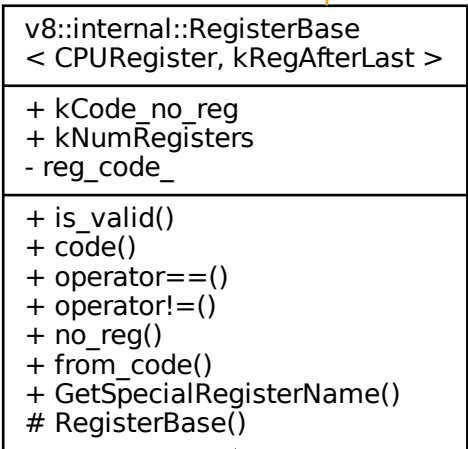 v8::internal::RegisterBase
< CPURegister, kRegAfterLast >
+ kCode_no_reg
+ kNumRegisters
- reg_code_
+ is_valid()
+ code()
+ operator==()
+ operator!=()
+ no_reg()
+ from_code()
+ GetSpecialRegisterName()
# RegisterBase()